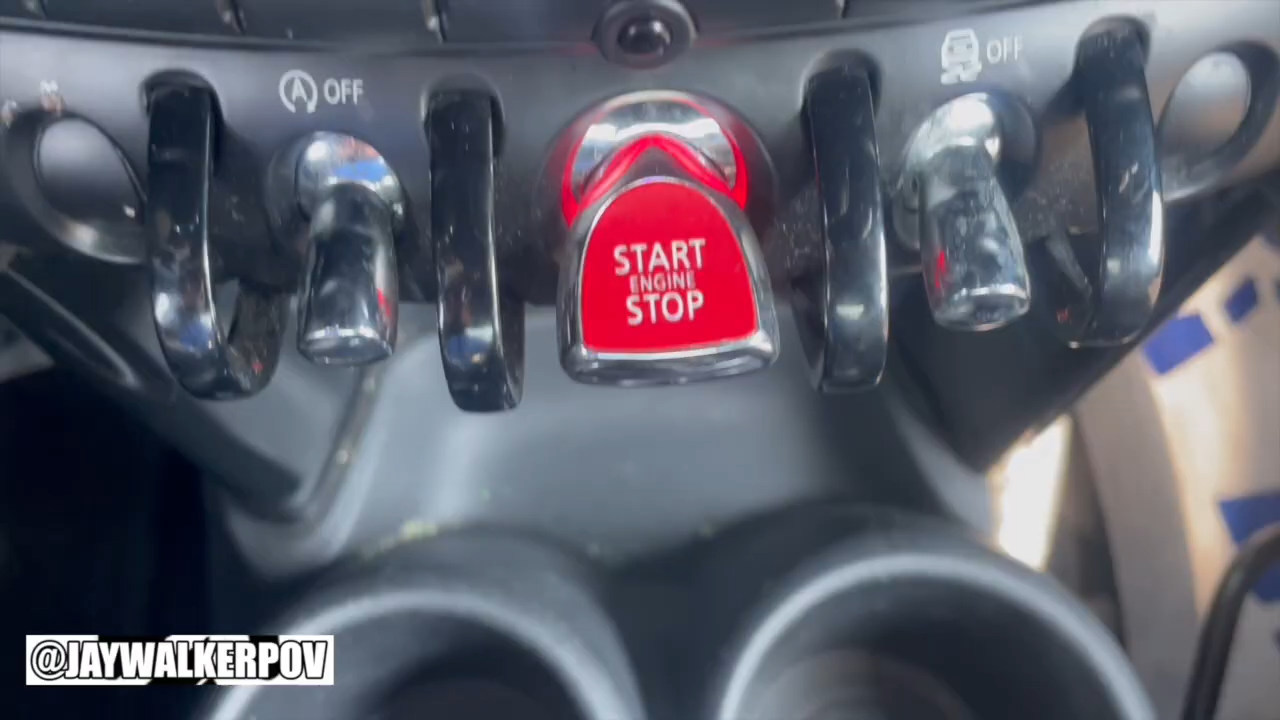 OFF
OFF
START
ENGINE
STOP
@JAYWALKERPOV